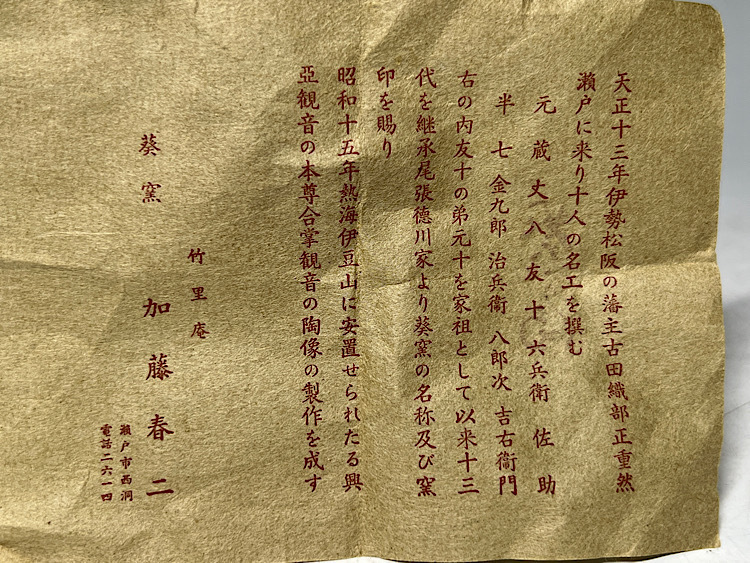 天正十三年伊勢松阪の藩主古田織部正重然
瀬戸に来り十人の名工を撰む
元蔵 丈八 友十 六兵衛 佐助
半七 金九郎 治兵衛 八郎次 吉右衞門
右の内友十の弟元十を家祖として以来十三
代を継承尾張徳川家より葵窯の名称及び窯
印を賜り
昭和十五年熱海伊豆山に安置せられたる興
亞観音の本尊合掌観音の陶像の製作を成す
竹里庵
葵窯 加藤春二
瀬戸市西洞
電話二六一四